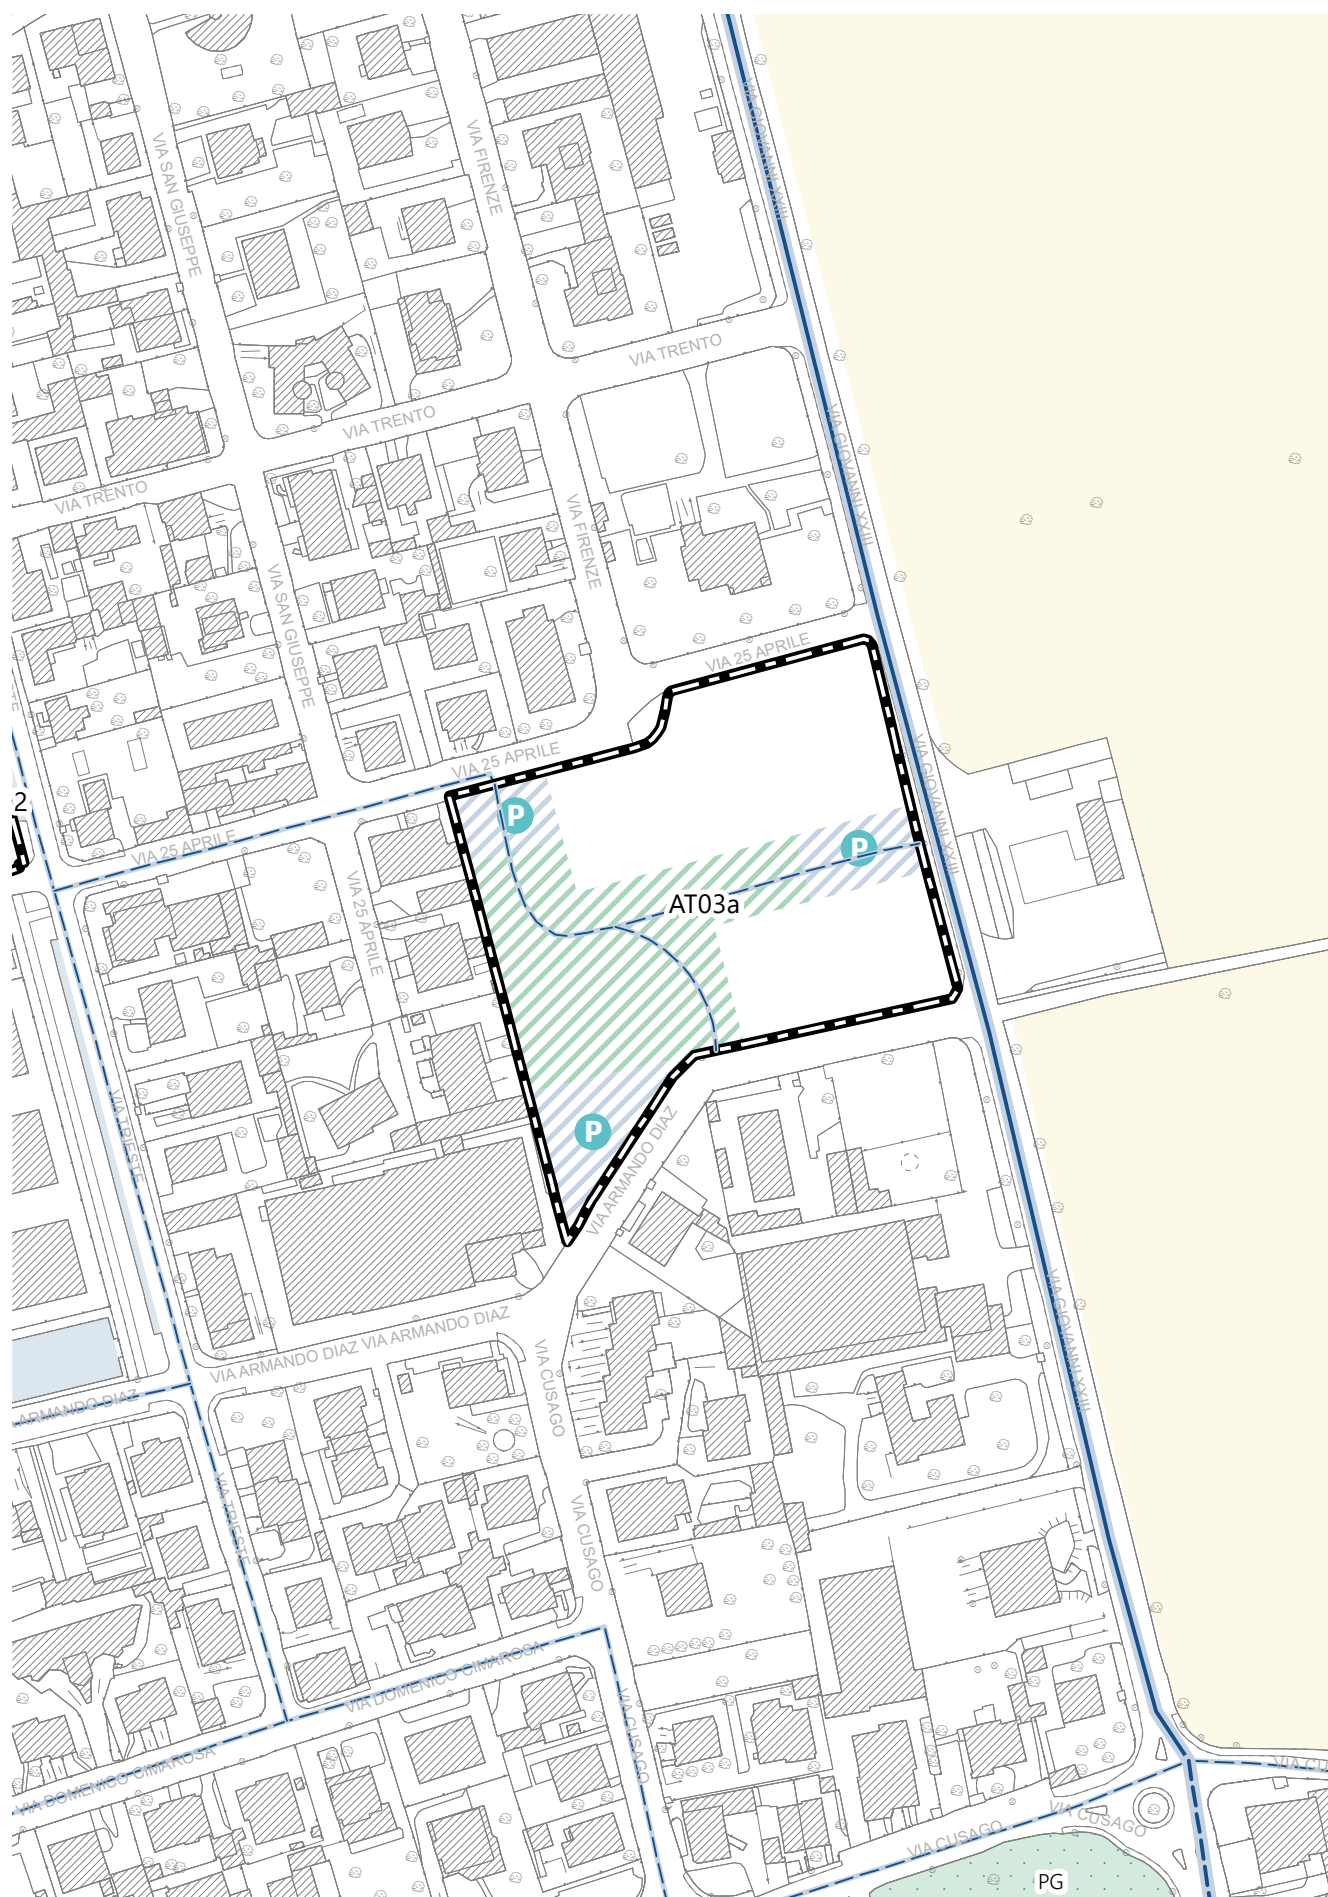 VIA GIOVANNI XXIII
VIA SAN GIUSEPPE
VIA FIRENZE
VIA TRENTO
VIA TRENTO
VIA GIOVANNI XXIII
VIA TRENTO
VIA FIRENZE
VIA SAN GIUSEPPE
VIA 25 APRILE
VIA 25 APRILE
VIA GIOVANNI XXIII
2
P
VIA 25 APRILE
P
VIA 25 APRILE
AT03a
VIA TRIESTE
P
VIA ARMANDO DIAZ
VIA GIOVANNI XXIII
VIA ARMANDO DIAZ VIA ARMANDO DIAZ
VIA CUSAGO
ARMANDO DIAZ
VIA TRIESTE
VIA CUSAGO
VIA DOMENICO CIMAROSA
VIA CUSAGO
VIA DOMENICO CIMAROSA
VIA CU
VIA CUSAGO
VIA CUSAGO
PG